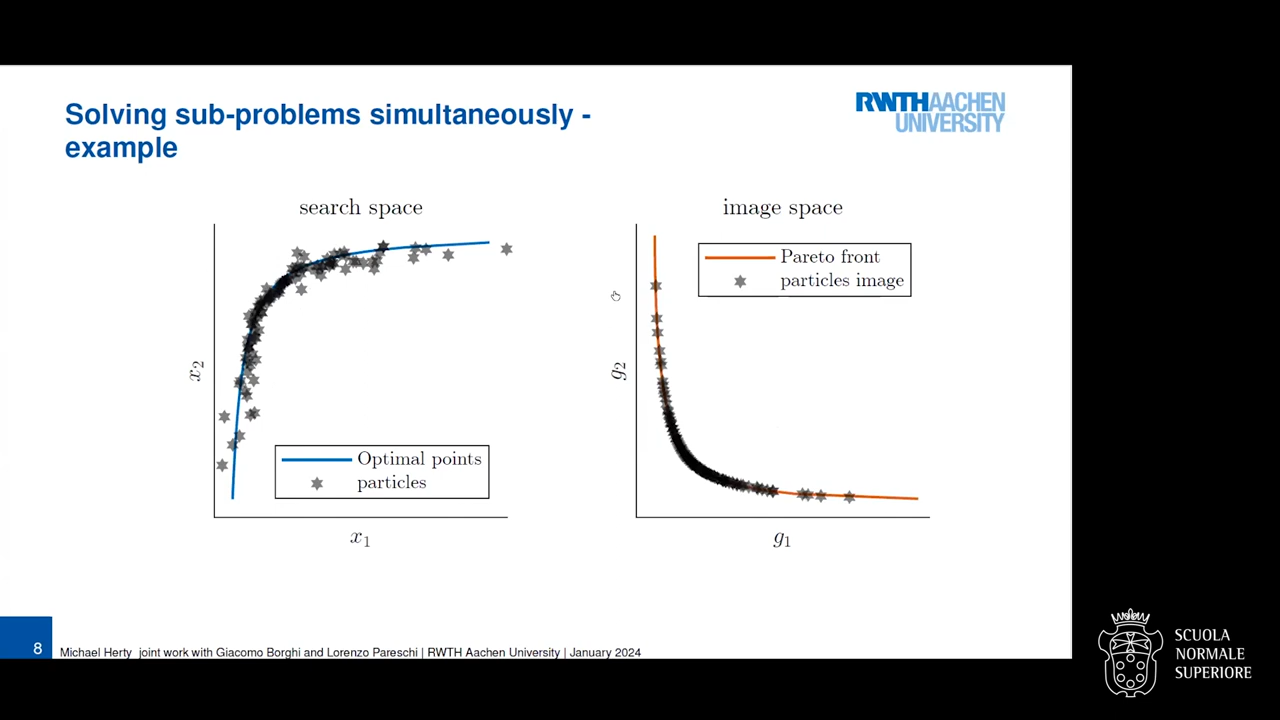 Solving sub-problems simultaneously -
example
RWTHAACHEN
UNIVERSITY
search space
x₂
Optimal points
particles
x₁
image space
Pareto front
particles image
g₂
g₁
8
Michael Herty joint work with Giacomo Borghi and Lorenzo Pareschi | RWTH Aachen University | January 2024
SCUOLA
NORMALE
SUPERIORE